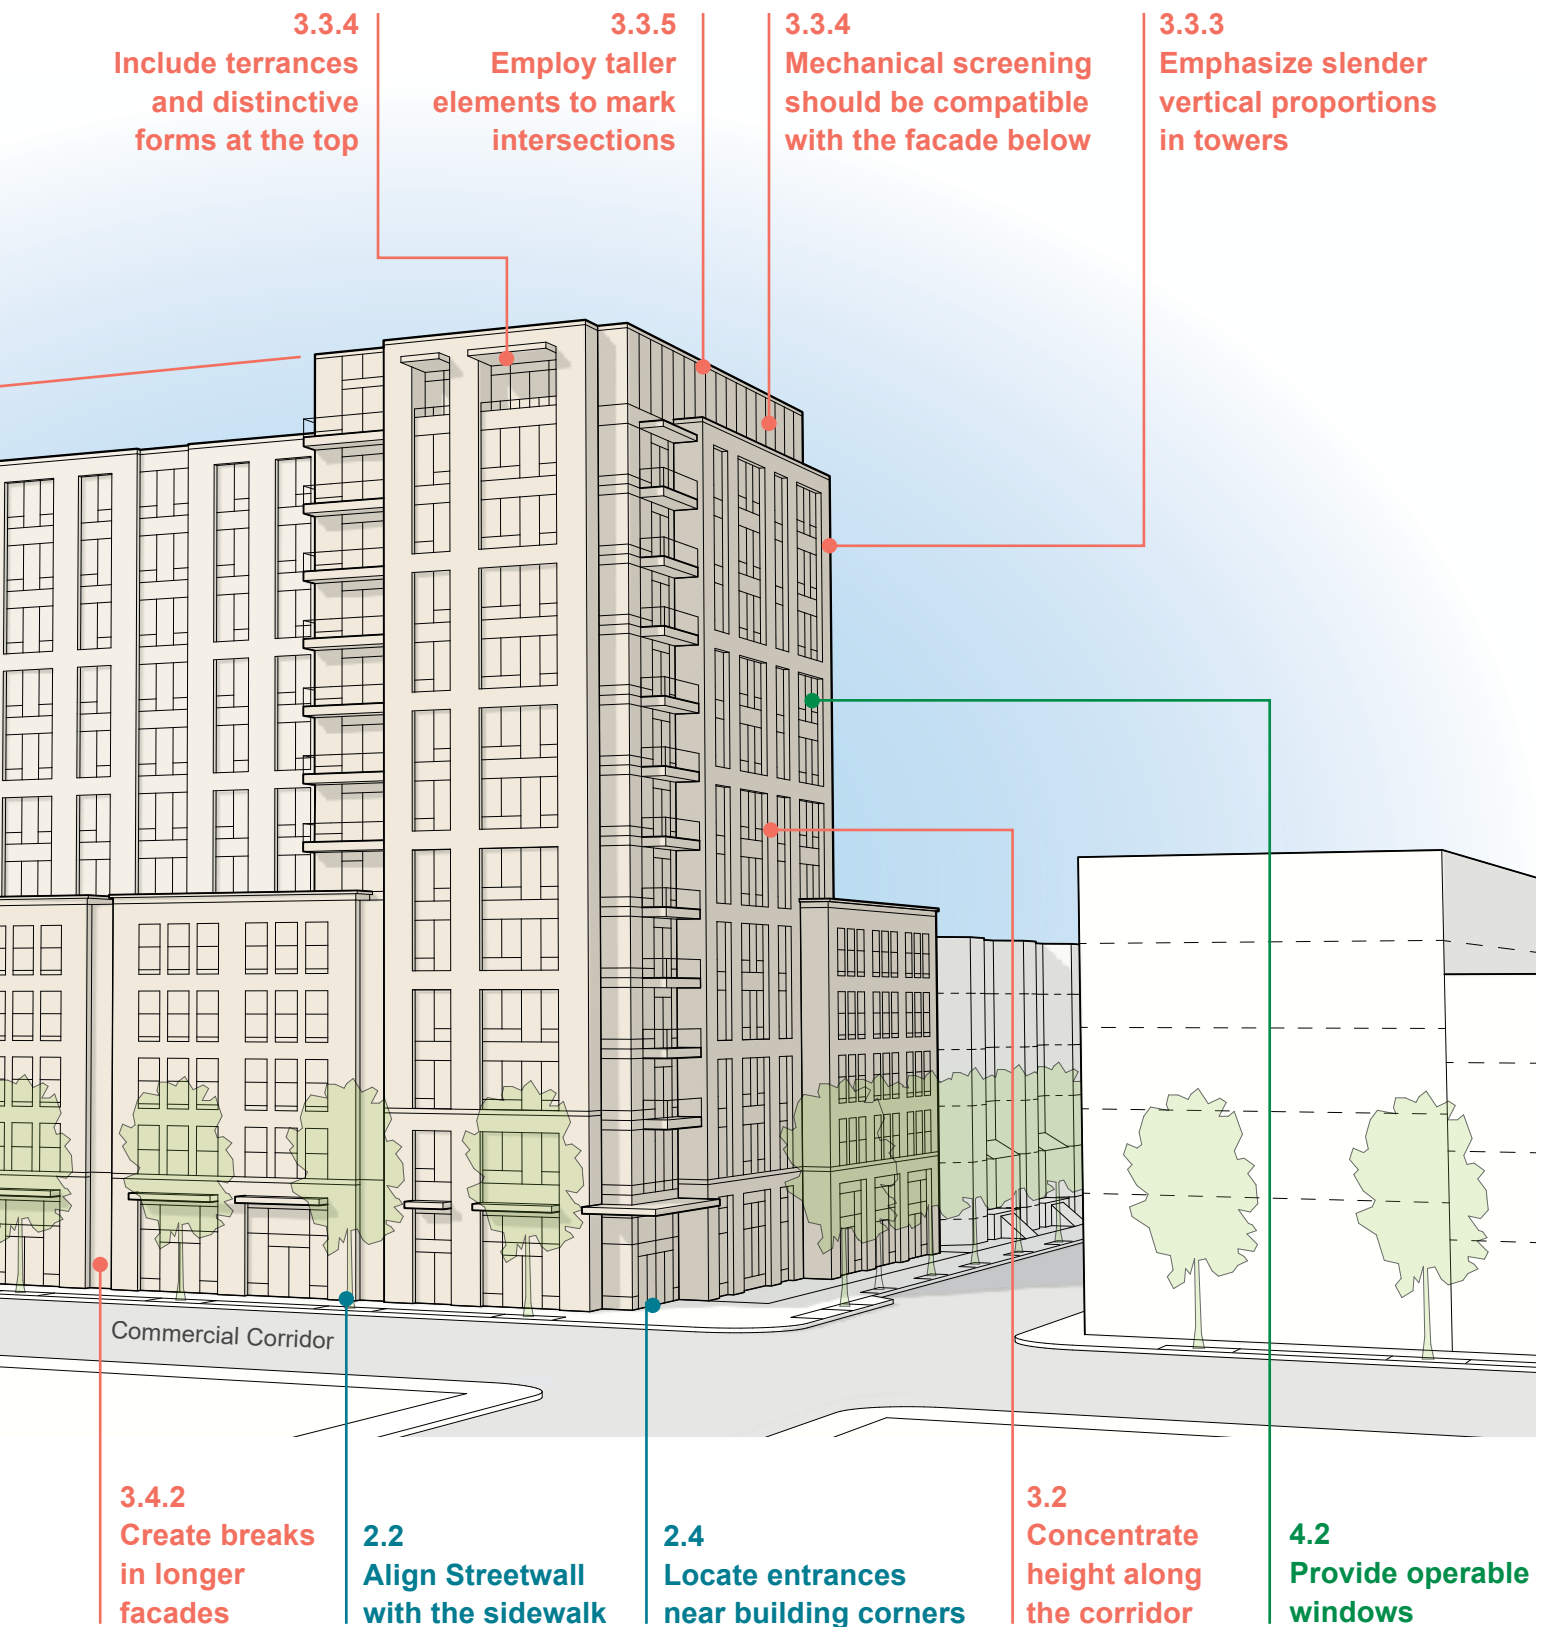 3.3.4
Include terrances
and distinctive
forms at the top
3.3.5
Employ taller
elements to mark
intersections
3.3.4
Mechanical screening
should be compatible
with the facade below
3.3.3
Emphasize slender
vertical proportions
in towers
Commercial Corridor
3.4.2
Create breaks
in longer
facades
2.2
Align Streetwall
with the sidewalk
2.4
Locate entrances
near building corners
3.2
Concentrate
height along
the corridor
4.2
Provide operable
windows